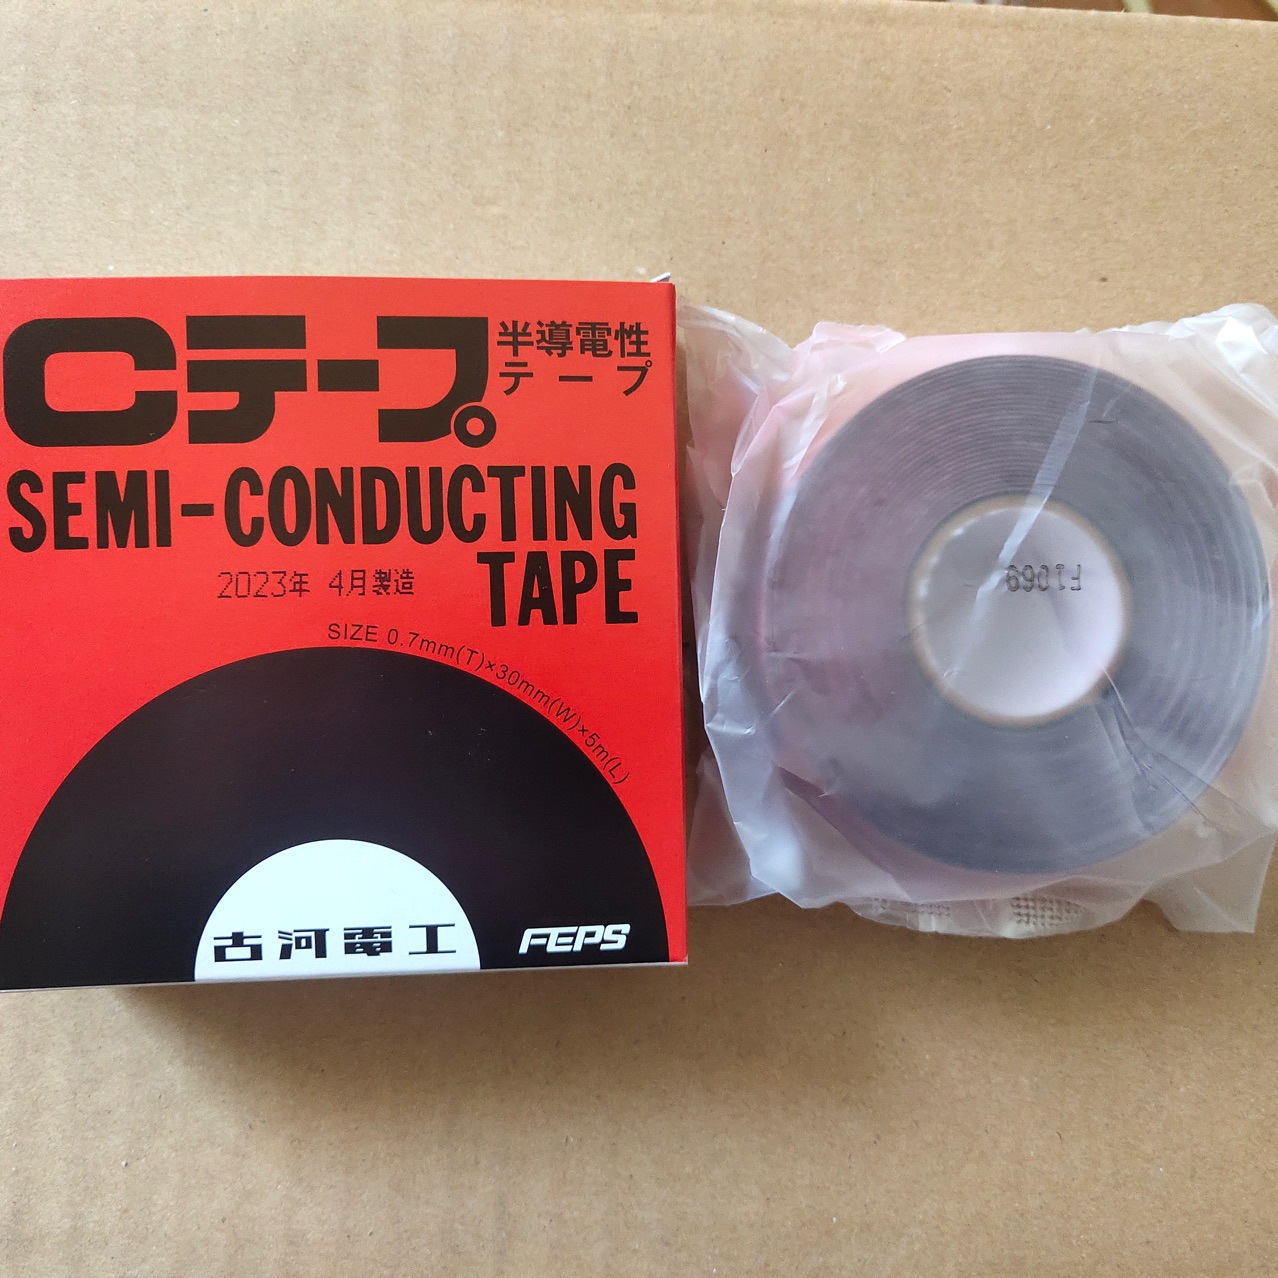 Cテープ
半導電性
テープ
SEMI-CONDUCTING
TAPE
2023年 4月製造
SIZE 0.7mm(T)×30mm(W)×5m(L)
古河電工
FEPS
F1069